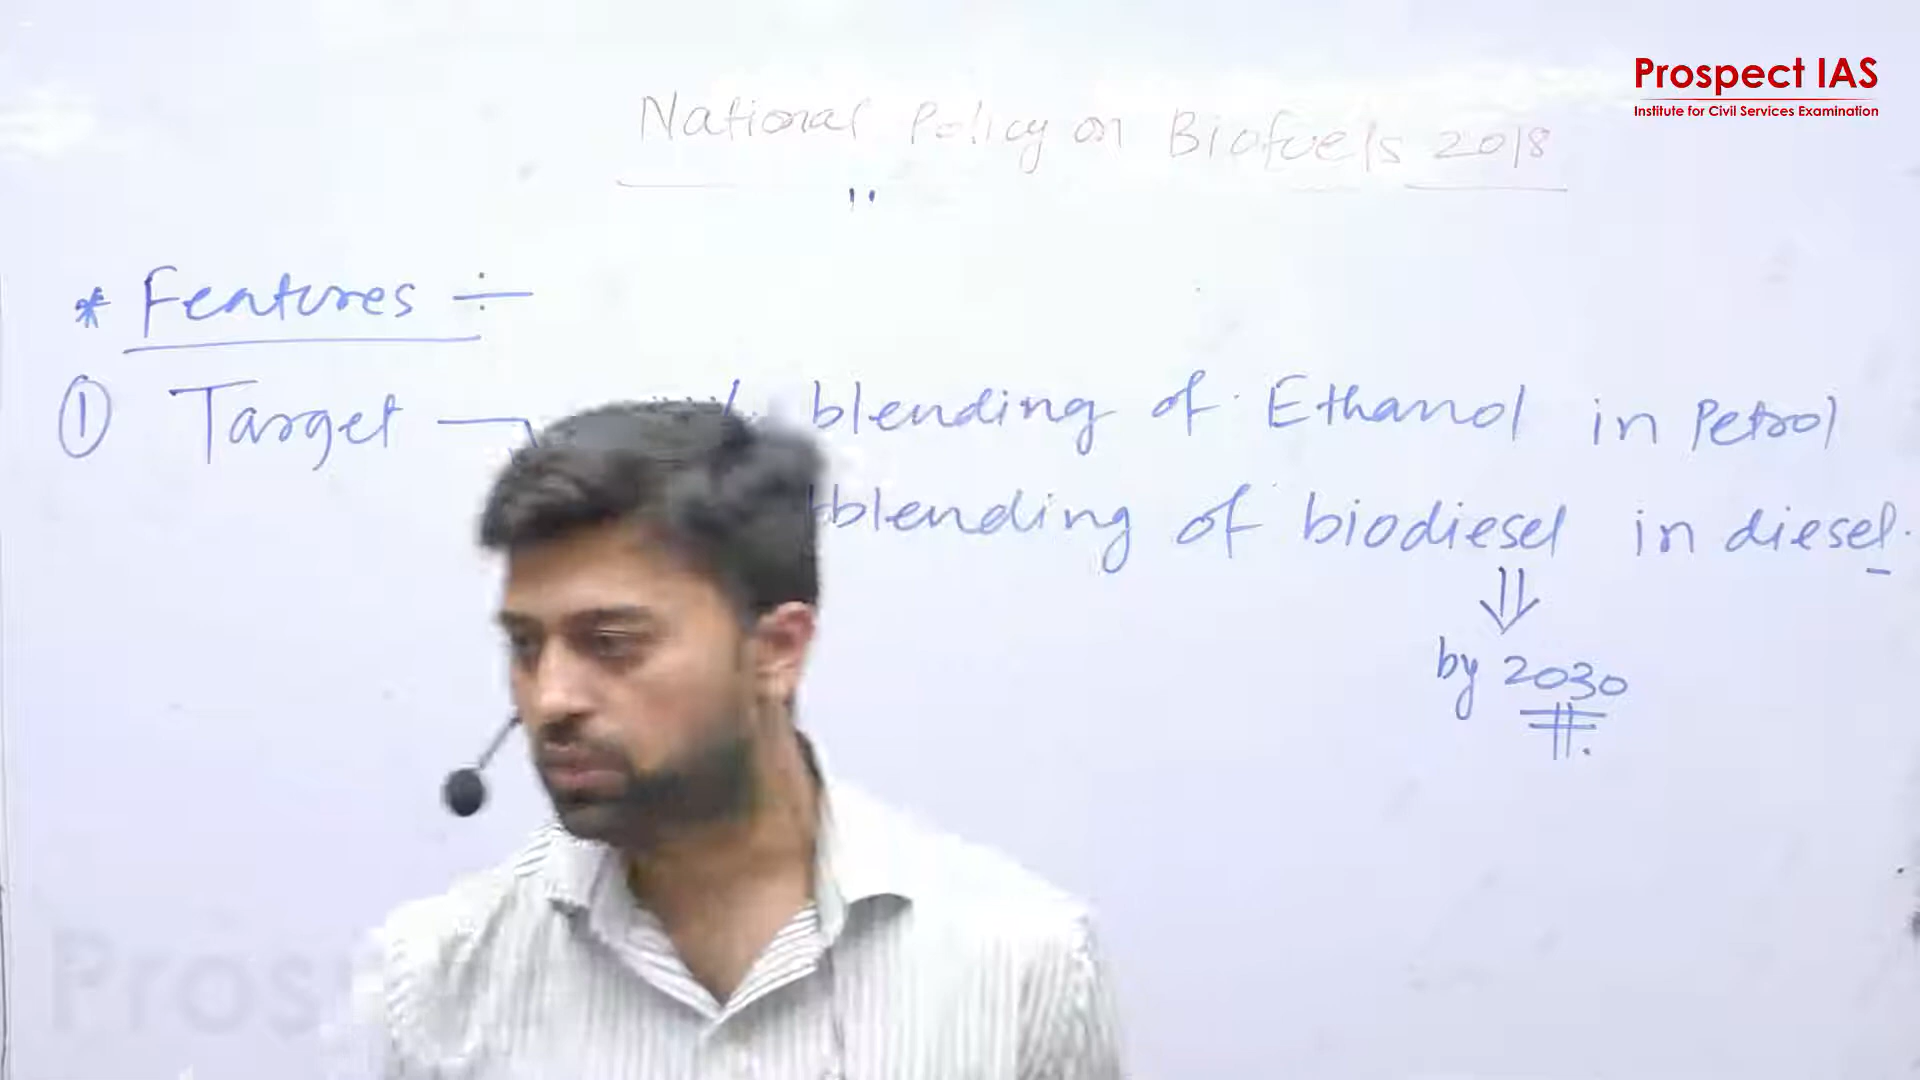 Prospect IAS
Institute for Civil Services Examination
National Policy on Biofuels 2018
* Features ÷
① Target blending of Ethanol in Petrol
blending of biodiesel in diesel.
by 2030
Pros